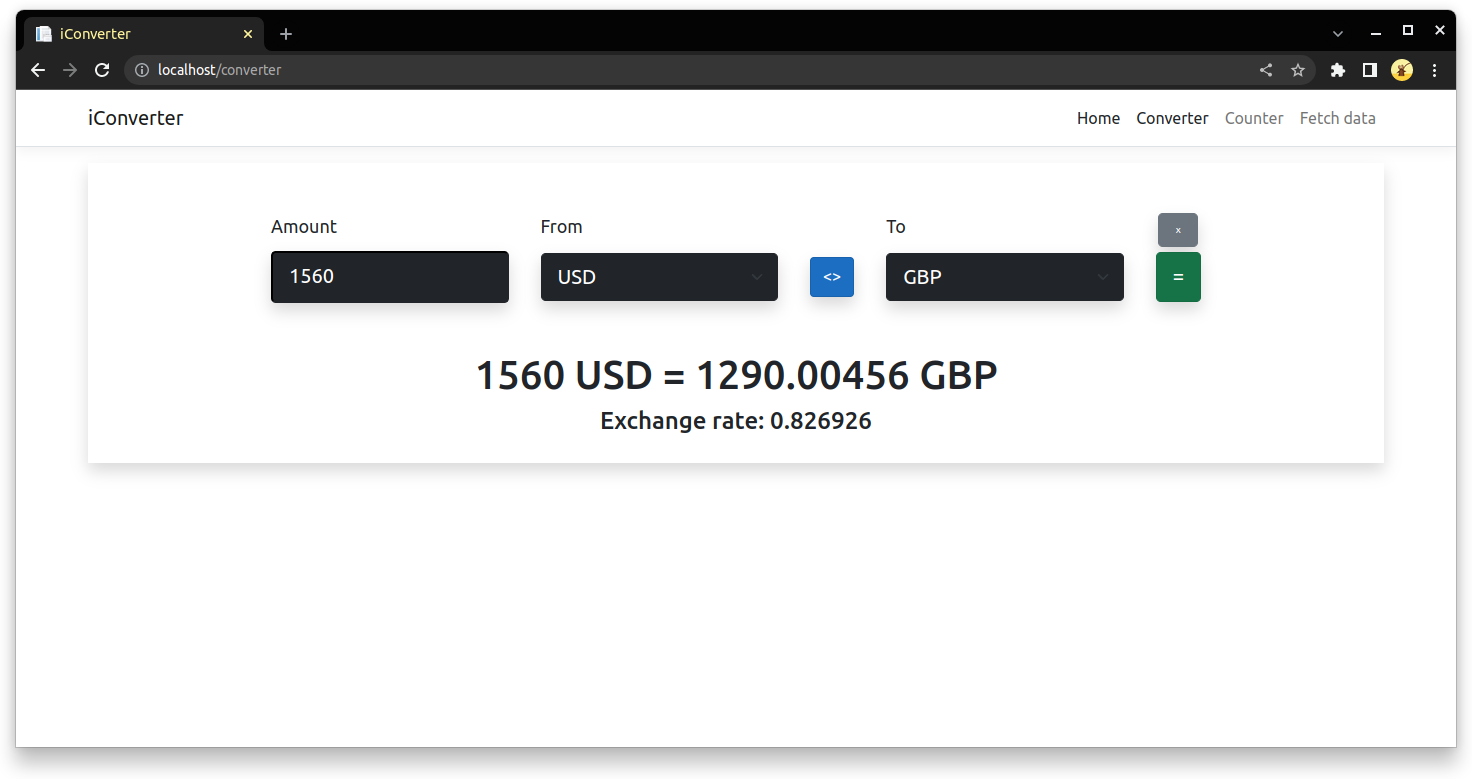 iConverter
localhost/converter
iConverter Home Converter Counter Fetch data
Amount From To x
1560 USD <> GBP =
1560 USD = 1290.00456 GBP
Exchange rate: 0.826926